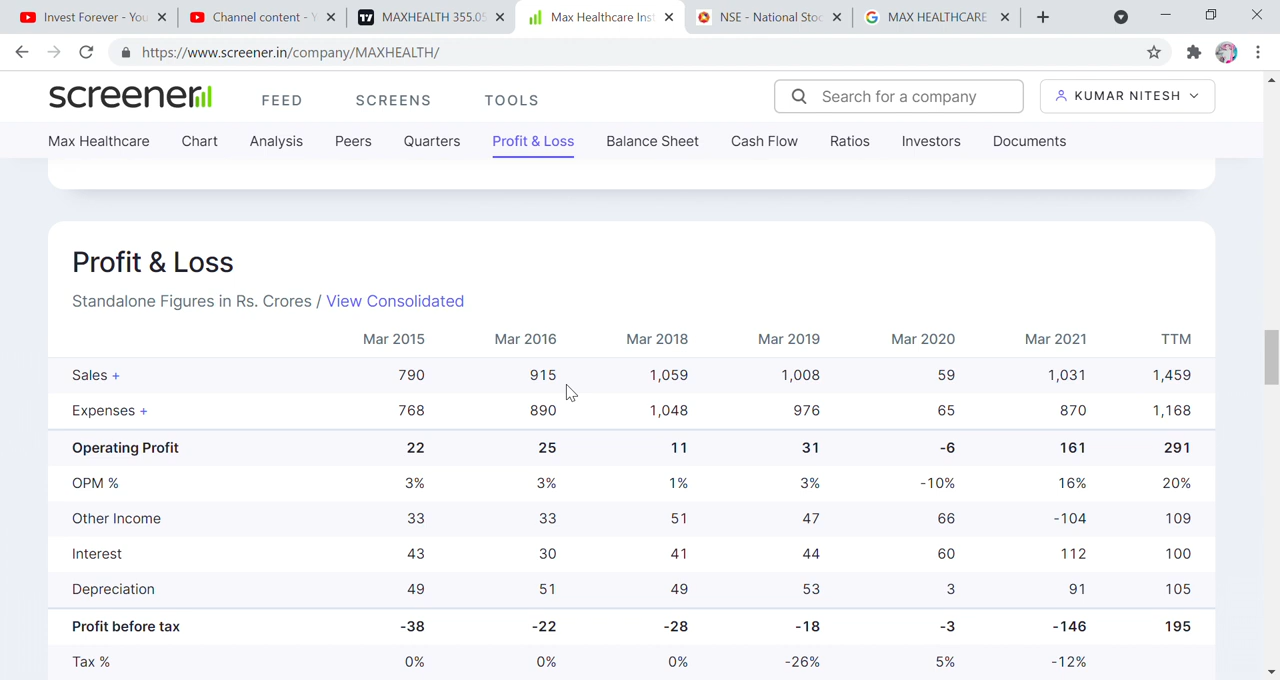 Invest Forever - You Channel content - Y MAXHEALTH 355.05 Max Healthcare Inst NSE - National Stoc MAX HEALTHCARE
https://www.screener.in/company/MAXHEALTH/
screener FEED SCREENS TOOLS Search for a company KUMAR NITESH
Max Healthcare Chart Analysis Peers Quarters Profit & Loss Balance Sheet Cash Flow Ratios Investors Documents
Profit & Loss
Standalone Figures in Rs. Crores / View Consolidated
Mar 2015 Mar 2016 Mar 2018 Mar 2019 Mar 2020 Mar 2021 TTM
Sales + 790 915 1,059 1,008 59 1,031 1,459
Expenses + 768 890 1,048 976 65 870 1,168
Operating Profit 22 25 11 31 -6 161 291
OPM % 3% 3% 1% 3% -10% 16% 20%
Other Income 33 33 51 47 66 -104 109
Interest 43 30 41 44 60 112 100
Depreciation 49 51 49 53 3 91 105
Profit before tax -38 -22 -28 -18 -3 -146 195
Tax % 0% 0% 0% -26% 5% -12%